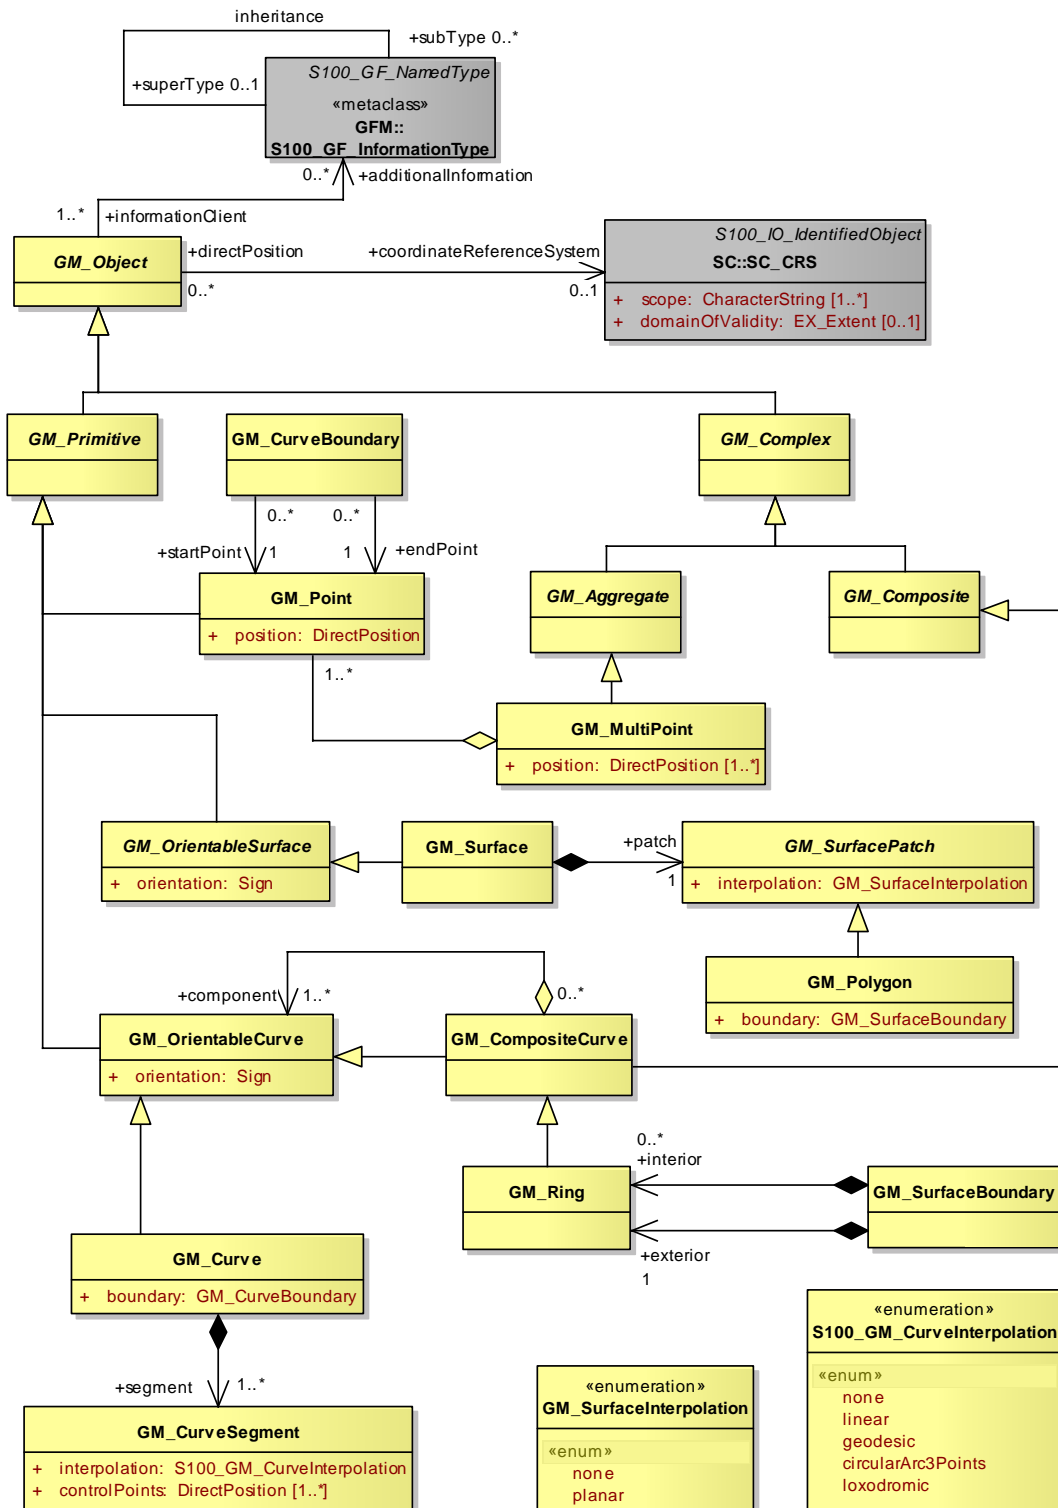 inheritance
+subType 0..*
+superType 0..1
S100_GF_NamedType
«metaclass»
GFM::
S100_GF_InformationType
0..*
+additionalInformation
1..*
+informationClient
GM_Object
+directPosition
0..*
+coordinateReferenceSystem
0..1
S100_IO_IdentifiedObject
SC::SC_CRS
+ scope: CharacterString [1..*]
+ domainOfValidity: EX_Extent [0..1]
GM_Primitive
GM_CurveBoundary
GM_Complex
0..*
0..*
+startPoint
1
1
+endPoint
GM_Point
+ position: DirectPosition
1..*
GM_Aggregate
GM_Composite
GM_MultiPoint
+ position: DirectPosition [1..*]
GM_OrientableSurface
+ orientation: Sign
GM_Surface
+patch
1
GM_SurfacePatch
+ interpolation: GM_SurfaceInterpolation
GM_Polygon
+ boundary: GM_SurfaceBoundary
+component
1..*
0..*
GM_OrientableCurve
+ orientation: Sign
GM_CompositeCurve
0..*
+interior
GM_Ring
GM_SurfaceBoundary
+exterior
1
GM_Curve
+ boundary: GM_CurveBoundary
+segment
1..*
GM_CurveSegment
+ interpolation: S100_GM_CurveInterpolation
+ controlPoints: DirectPosition [1..*]
«enumeration»
GM_SurfaceInterpolation
«enum»
none
planar
«enumeration»
S100_GM_CurveInterpolation
«enum»
none
linear
geodesic
circularArc3Points
loxodromic